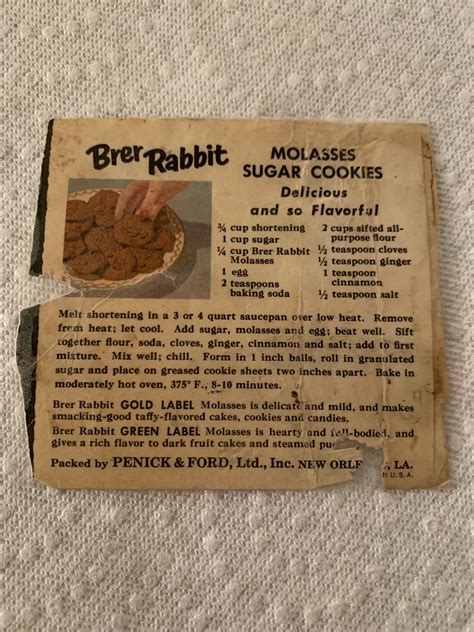 Brer Rabbit
MOLASSES
SUGAR COOKIES
Delicious
and so Flavorful
¾ cup shortening
1 cup sugar
¼ cup Brer Rabbit
Molasses
1 egg
2 teaspoons
baking soda
2 cups sifted all-
purpose flour
½ teaspoon cloves
½ teaspoon ginger
1 teaspoon
cinnamon
½ teaspoon salt
Melt shortening in a 3 or 4 quart saucepan over low heat. Remove
from heat; let cool. Add sugar, molasses and egg; beat well. Sift
together flour, soda, cloves, ginger, cinnamon and salt; add to first
mixture. Mix well; chill. Form in 1 inch balls, roll in granulated
sugar and place on greased cookie sheets two inches apart. Bake in
moderately hot oven, 375° F., 8-10 minutes.
Brer Rabbit GOLD LABEL Molasses is delicate and mild, and makes
smacking-good taffy-flavored cakes, cookies and candies.
Brer Rabbit GREEN LABEL Molasses is hearty and full-bodied, and
gives a rich flavor to dark fruit cakes and steamed
Packed by PENICK & FORD, Ltd., Inc. NEW ORLE LA.
U.S.A.